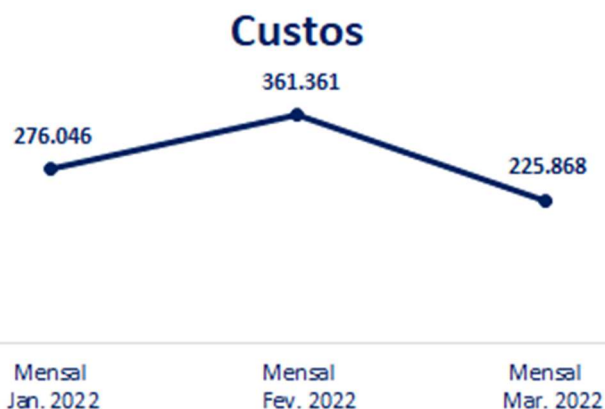 Custos
361.361
276.046
225.868
Mensal Mensal Mensal
Jan. 2022 Fev. 2022 Mar. 2022